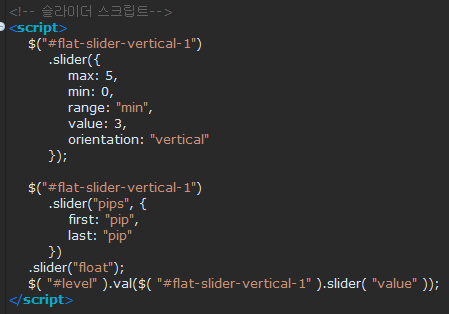 <!-- 슬라이더 스크립트-->
<script>
$("#flat-slider-vertical-1")
.slider({
max: 5,
min: 0,
range: "min",
value: 3,
orientation: "vertical"
});
$("#flat-slider-vertical-1")
.slider("pips", {
first: "pip",
last: "pip"
})
.slider("float");
$( "#level" ).val($( "#flat-slider-vertical-1" ).slider( "value" ));
</script>